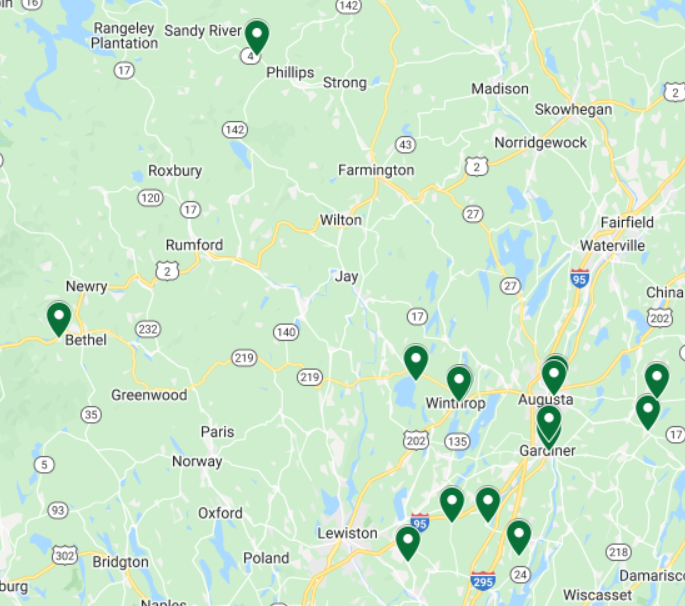 16
142
Rangeley
Plantation
Sandy River
4
17
Phillips
Strong
Madison
2
Skowhegan
142
43
Norridgewock
2
Roxbury
Farmington
120
17
27
Wilton
Fairfield
Rumford
Waterville
2
Jay
95
Newry
27
China
202
17
232
140
Bethel
219
219
Greenwood
Winthrop
Augusta
35
Paris
202
135
17
5
Norway
Gardiner
93
Oxford
95
Lewiston
302
Bridgton
Poland
218
24
295
Damarisc
burg
Naples
Wiscasset